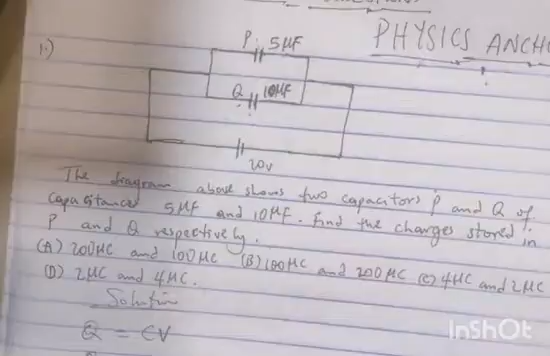 PHYSICS ANCH
1.)
P 5µF
Q 10µF
20V
The diagram above shows two capacitors P and Q of
capacitances 5µF and 10µF. Find the charges stored in
P and Q respectively.
(A) 200µC and 100µC (B) 100µC and 200µC (C) 4µC and 2µC
(D) 2µC and 4µC.
Solution
Q = CV
InShOt